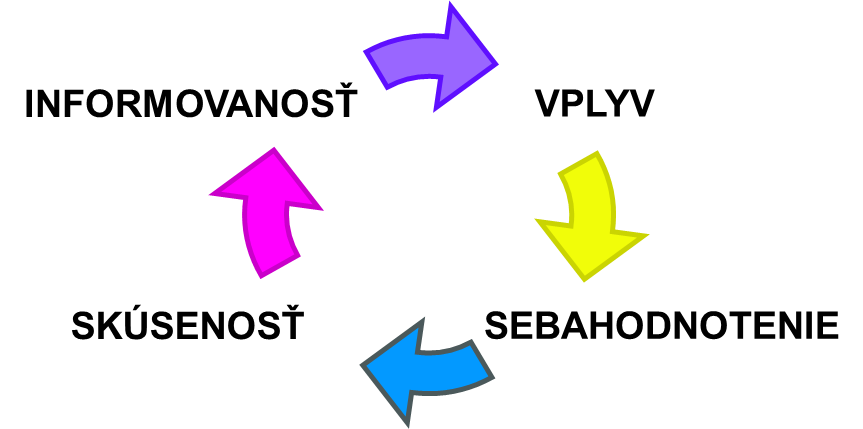 INFORMOVANOSŤ
VPLYV
SKÚSENOSŤ
SEBAHODNOTENIE